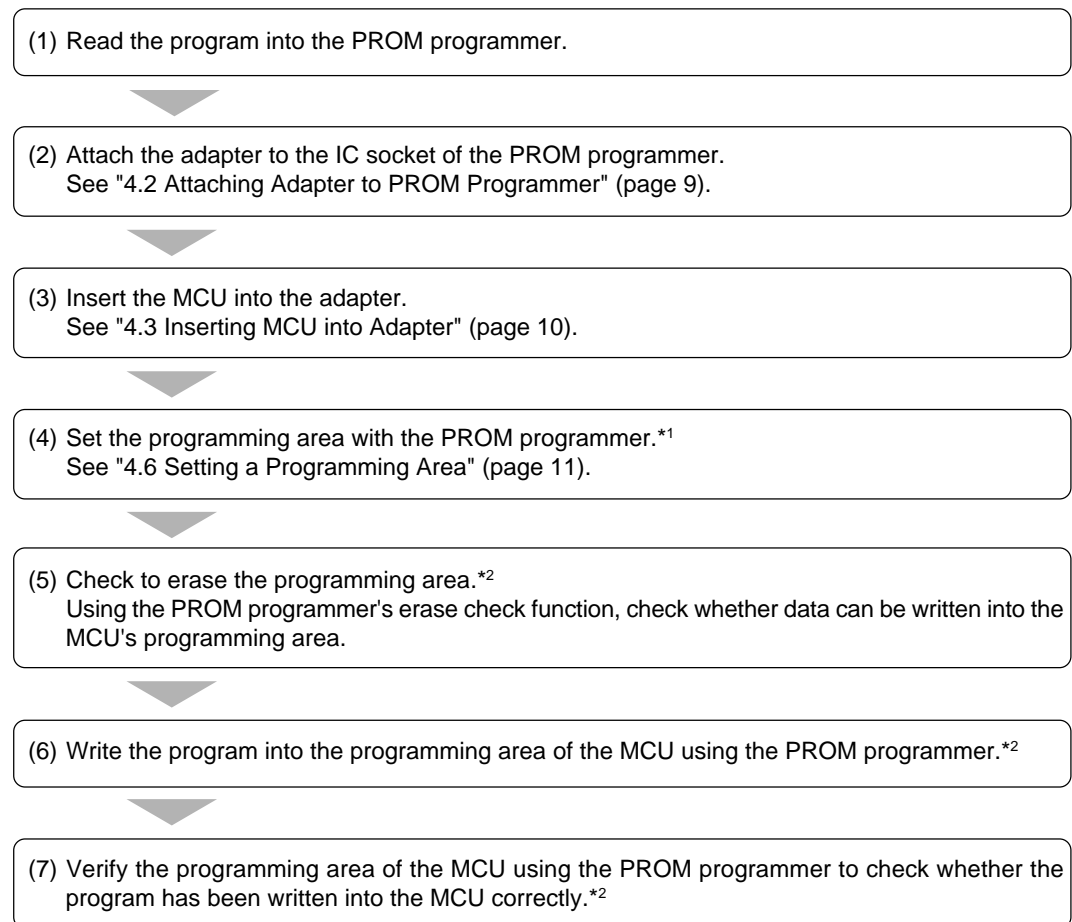 (1) Read the program into the PROM programmer.
(2) Attach the adapter to the IC socket of the PROM programmer.
See "4.2 Attaching Adapter to PROM Programmer" (page 9).
(3) Insert the MCU into the adapter.
See "4.3 Inserting MCU into Adapter" (page 10).
(4) Set the programming area with the PROM programmer.*1
See "4.6 Setting a Programming Area" (page 11).
(5) Check to erase the programming area.*2
Using the PROM programmer's erase check function, check whether data can be written into the
MCU's programming area.
(6) Write the program into the programming area of the MCU using the PROM programmer.*2
(7) Verify the programming area of the MCU using the PROM programmer to check whether the
program has been written into the MCU correctly.*2